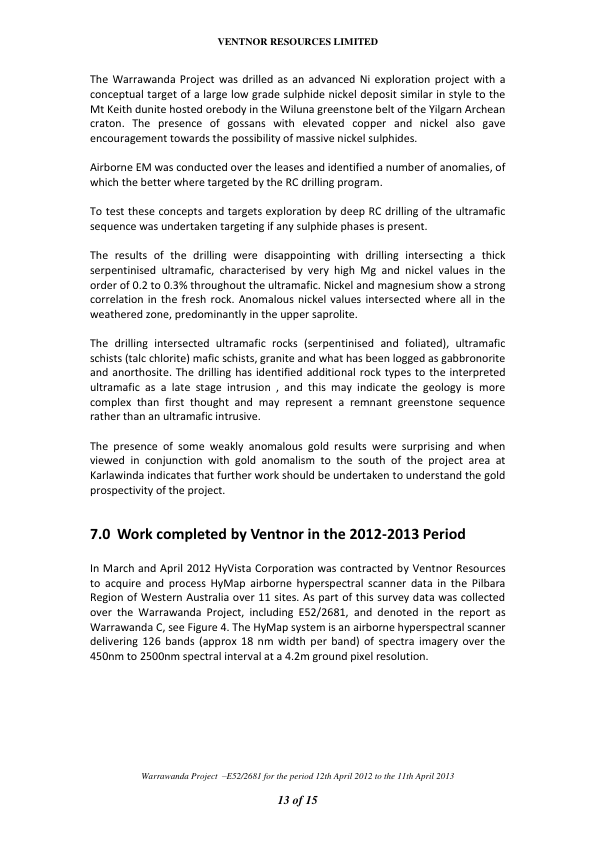 VENTNOR RESOURCES LIMITED
The Warrawanda Project was drilled as an advanced Ni exploration project with a
conceptual target of a large low grade sulphide nickel deposit similar in style to the
Mt Keith dunite hosted orebody in the Wiluna greenstone belt of the Yilgarn Archean
craton. The presence of gossans with elevated copper and nickel also gave
encouragement towards the possibility of massive nickel sulphides.
Airborne EM was conducted over the leases and identified a number of anomalies, of
which the better where targeted by the RC drilling program.
To test these concepts and targets exploration by deep RC drilling of the ultramafic
sequence was undertaken targeting if any sulphide phases is present.
The results of the drilling were disappointing with drilling intersecting a thick
serpentinised ultramafic, characterised by very high Mg and nickel values in the
order of 0.2 to 0.3% throughout the ultramafic. Nickel and magnesium show a strong
correlation in the fresh rock. Anomalous nickel values intersected where all in the
weathered zone, predominantly in the upper saprolite.
The drilling intersected ultramafic rocks (serpentinised and foliated), ultramafic
schists (talc chlorite) mafic schists, granite and what has been logged as gabbronorite
and anorthosite. The drilling has identified additional rock types to the interpreted
ultramafic as a late stage intrusion , and this may indicate the geology is more
complex than first thought and may represent a remnant greenstone sequence
rather than an ultramafic intrusive.
The presence of some weakly anomalous gold results were surprising and when
viewed in conjunction with gold anomalism to the south of the project area at
Karlawinda indicates that further work should be undertaken to understand the gold
prospectivity of the project.
7.0 Work completed by Ventnor in the 2012-2013 Period
In March and April 2012 HyVista Corporation was contracted by Ventnor Resources
to acquire and process HyMap airborne hyperspectral scanner data in the Pilbara
Region of Western Australia over 11 sites. As part of this survey data was collected
over the Warrawanda Project, including E52/2681, and denoted in the report as
Warrawanda C, see Figure 4. The HyMap system is an airborne hyperspectral scanner
delivering 126 bands (approx 18 nm width per band) of spectra imagery over the
450nm to 2500nm spectral interval at a 4.2m ground pixel resolution.
Warrawanda Project –E52/2681 for the period 12th April 2012 to the 11th April 2013
13 of 15